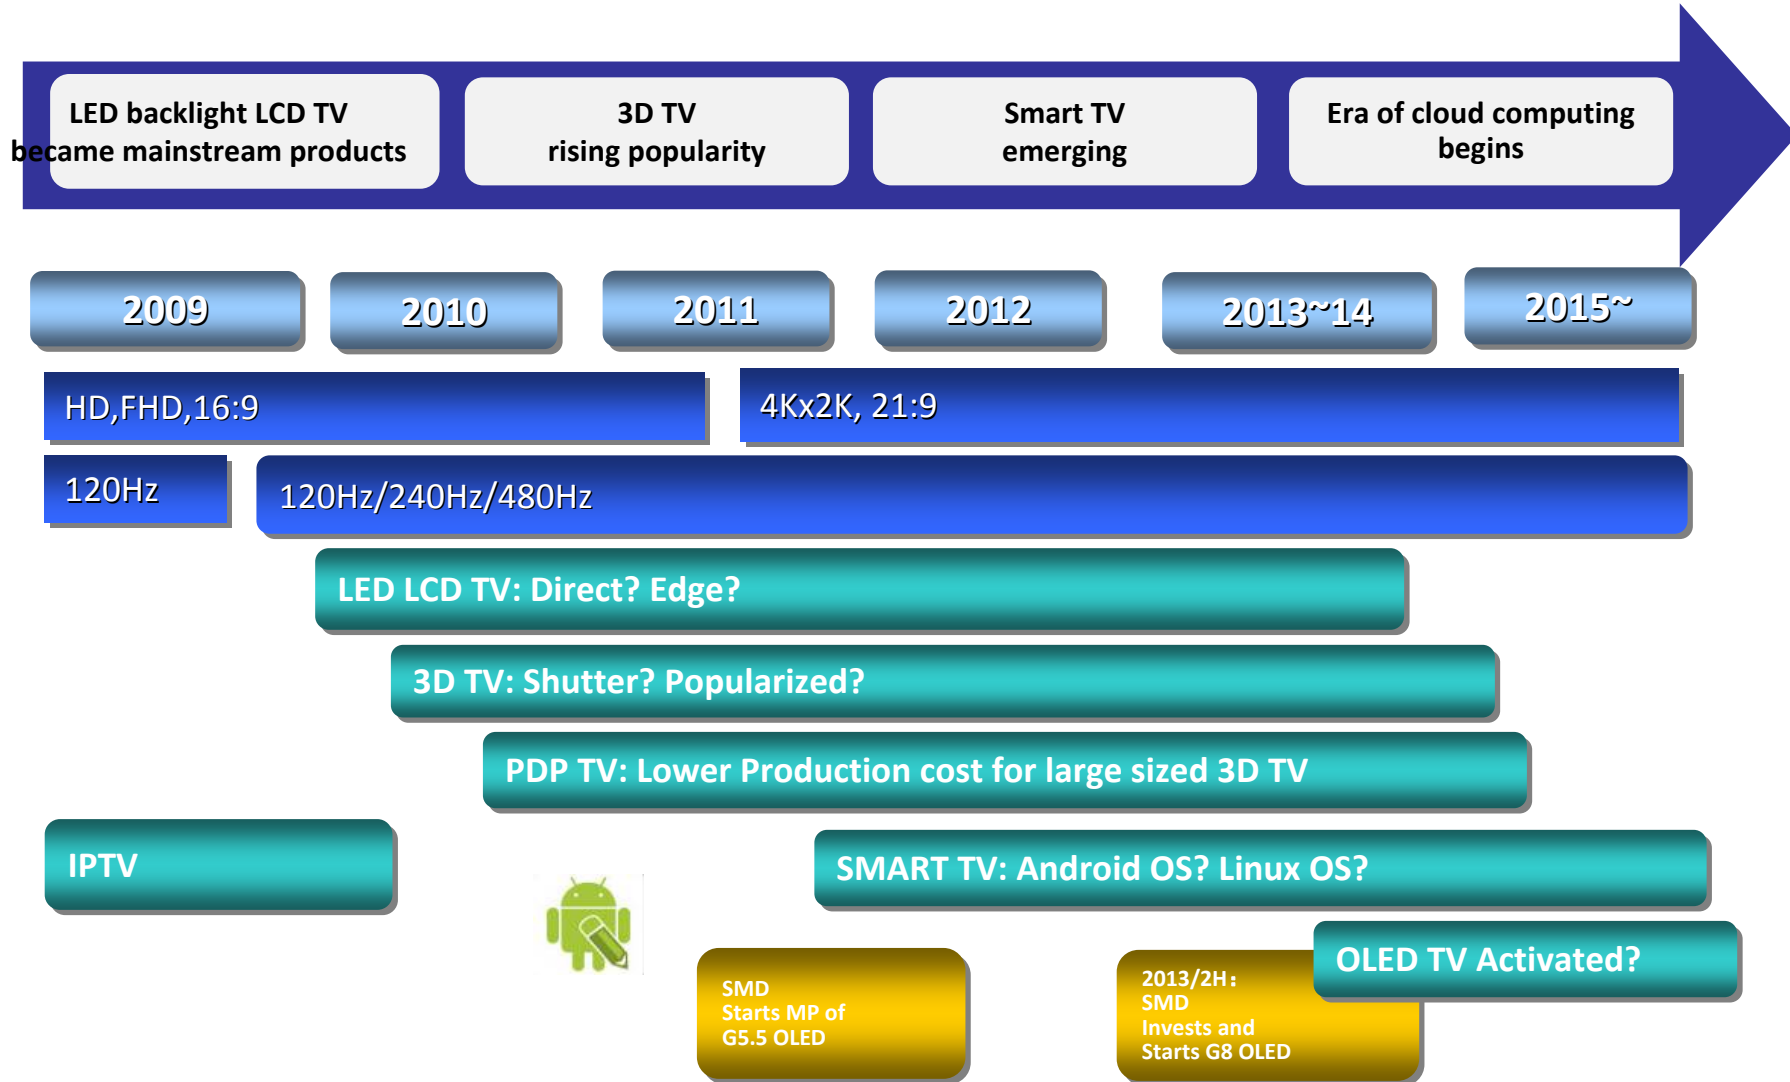 LED backlight LCD TV
became mainstream products
3D TV
rising popularity
Smart TV
emerging
Era of cloud computing
begins
2009
2010
2011
2012
2013~14
2015~
HD,FHD,16:9
4Kx2K, 21:9
120Hz
120Hz/240Hz/480Hz
LED LCD TV: Direct? Edge?
3D TV: Shutter? Popularized?
PDP TV: Lower Production cost for large sized 3D TV
IPTV
SMART TV: Android OS? Linux OS?
OLED TV Activated?
SMD
Starts MP of
G5.5 OLED
2013/2H：
SMD
Invests and
Starts G8 OLED